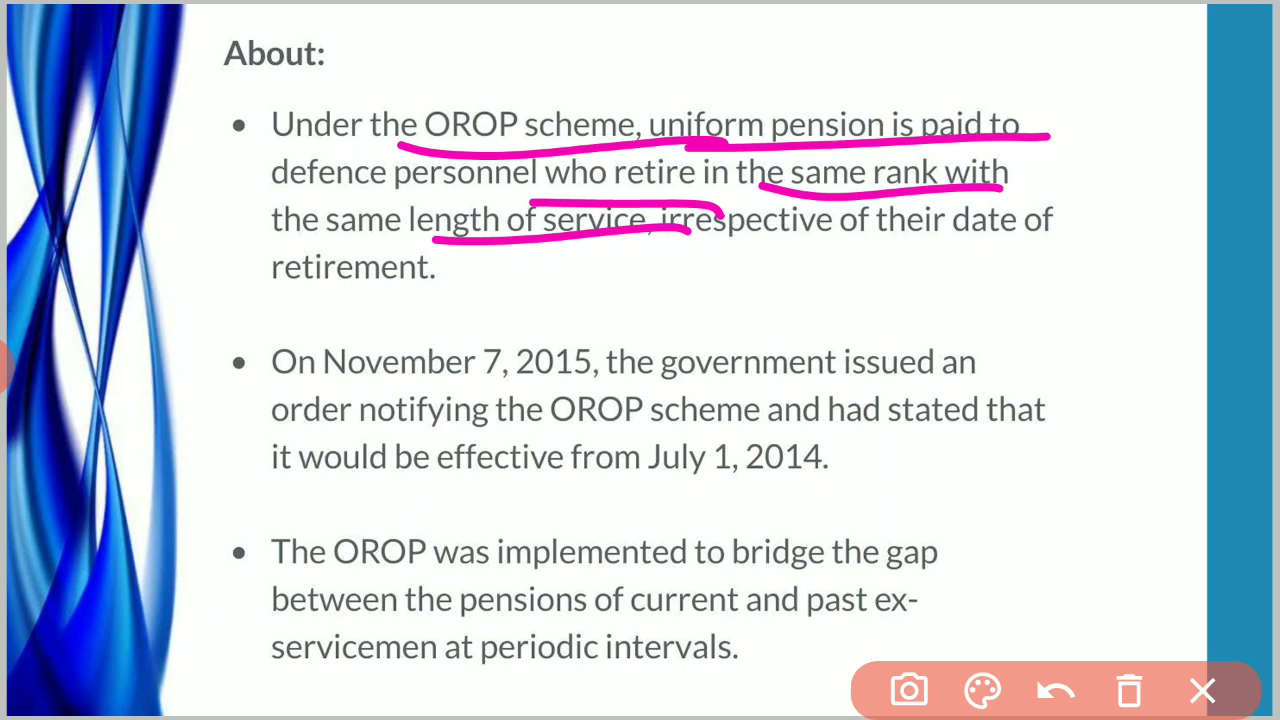 About:
• Under the OROP scheme, uniform pension is paid to
defence personnel who retire in the same rank with
the same length of service, irrespective of their date of
retirement.
• On November 7, 2015, the government issued an
order notifying the OROP scheme and had stated that
it would be effective from July 1, 2014.
• The OROP was implemented to bridge the gap
between the pensions of current and past ex-
servicemen at periodic intervals.